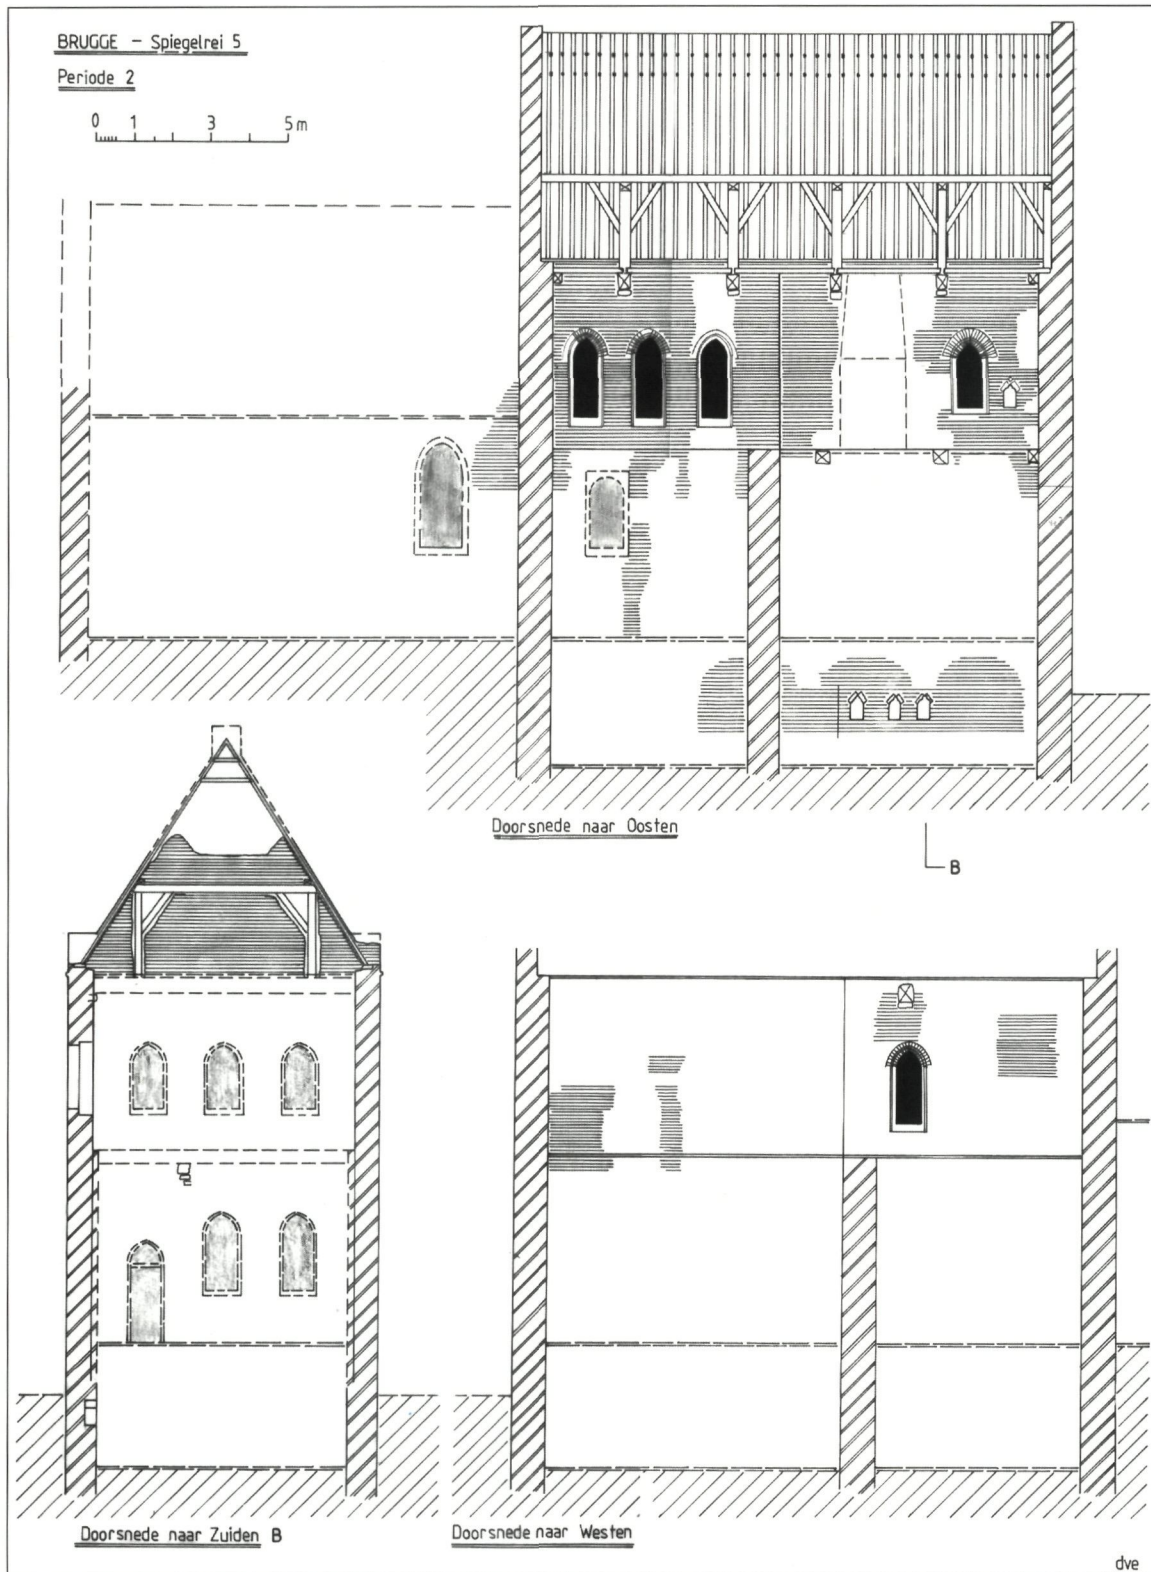 BRUGGE – Spiegelrei 5
Periode 2
0 1 3 5 m
Doorsnede naar Oosten
B
Doorsnede naar Zuiden B
Doorsnede naar Westen
dve